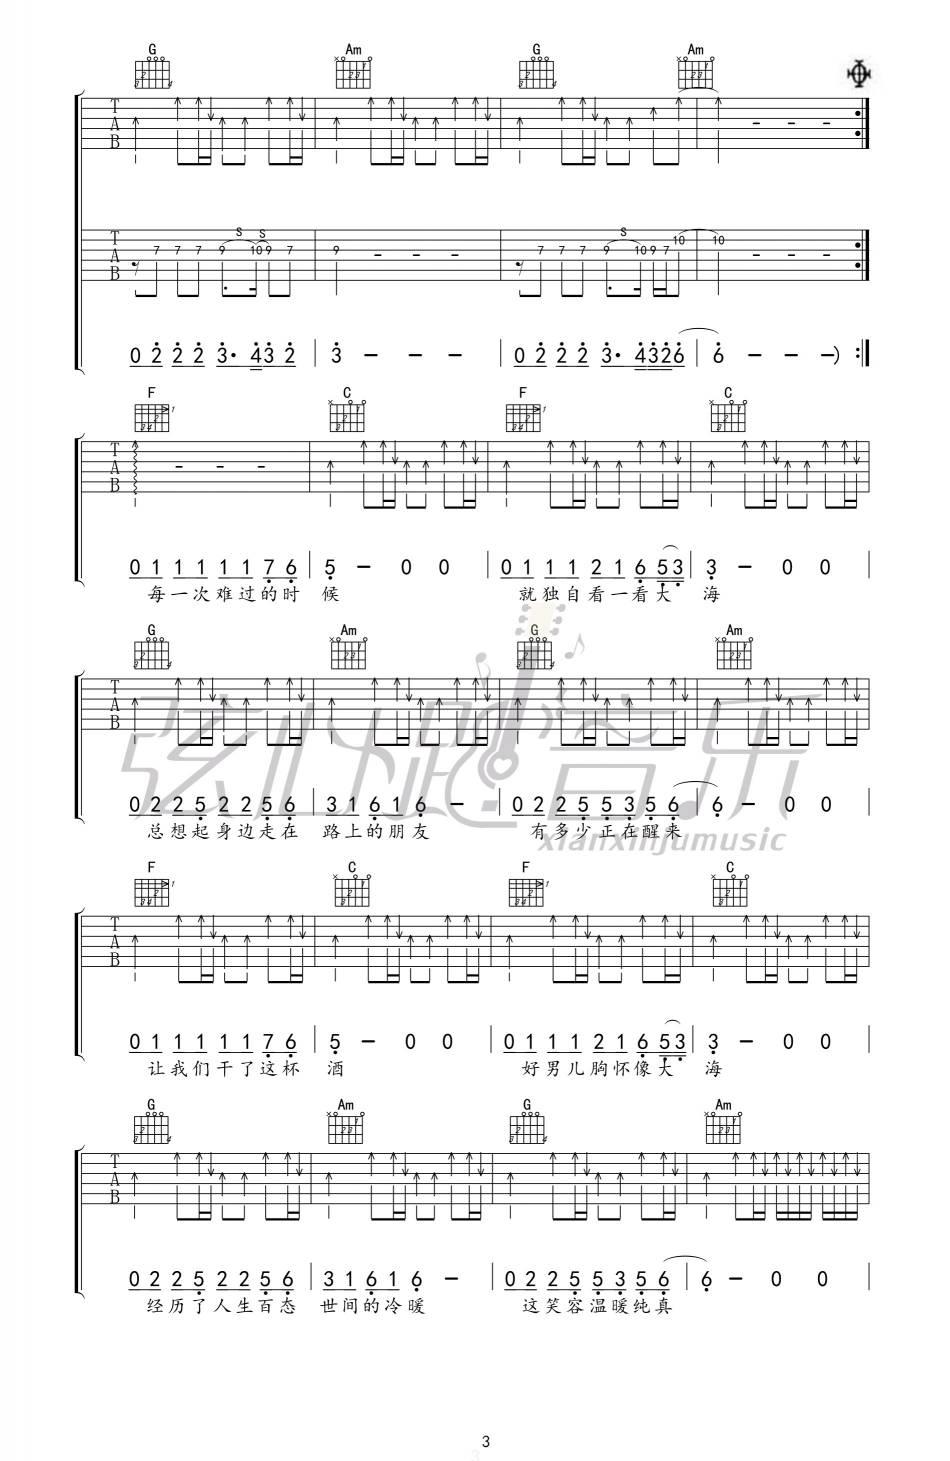 G Am G Am
T A B
T A B
7 7 7 9 S 10 S 9 7 9 7 7 7 9 S 10 9 7 10 10
0 2 2 2 3· 4 3 2 | 3 - - - | 0 2 2 2 3· 4 3 2 6 | 6 - - - ) :|
F C F C
T A B
0 1 1 1 1 1 7 6 | 5 - 0 0 | 0 1 1 1 2 1 6 5 3 | 3 - 0 0 |
每一次难过的时 候 就独自看一看大 海
G Am G Am
T A B
0 2 2 5 2 2 5 6 | 3 1 6 1 6 - | 0 2 2 5 5 3 5 6 | 6 - 0 0 |
总想起身边走在 路上的朋友 有多少正在醒来
弦心距音乐
xianxinjumusic
F C F C
T A B
0 1 1 1 1 1 7 6 | 5 - 0 0 | 0 1 1 1 2 1 6 5 3 | 3 - 0 0 |
让我们干了这杯 酒 好男儿胸怀像大 海
G Am G Am
T A B
0 2 2 5 2 2 5 6 | 3 1 6 1 6 - | 0 2 2 5 5 3 5 6 | 6 - 0 0 |
经历了人生百态 世间的冷暖 这笑容温暖纯真
3